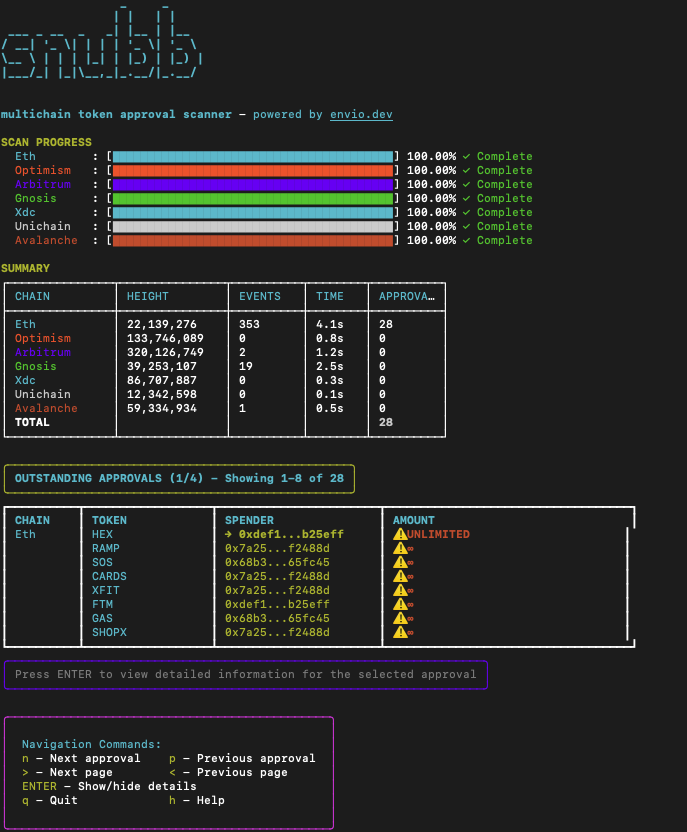 snubb
multichain token approval scanner – powered by envio.dev
SCAN PROGRESS
Eth : [ ] 100.00% ✓ Complete
Optimism : [ ] 100.00% ✓ Complete
Arbitrum : [ ] 100.00% ✓ Complete
Gnosis : [ ] 100.00% ✓ Complete
Xdc : [ ] 100.00% ✓ Complete
Unichain : [ ] 100.00% ✓ Complete
Avalanche : [ ] 100.00% ✓ Complete
SUMMARY
CHAIN HEIGHT EVENTS TIME APPROVA…
Eth 22,139,276 353 4.1s 28
Optimism 133,746,089 0 0.8s 0
Arbitrum 320,126,749 2 1.2s 0
Gnosis 39,253,107 19 2.5s 0
Xdc 86,707,887 0 0.3s 0
Unichain 12,342,598 0 0.1s 0
Avalanche 59,334,934 1 0.5s 0
TOTAL 28
OUTSTANDING APPROVALS (1/4) – Showing 1–8 of 28
CHAIN TOKEN SPENDER AMOUNT
Eth HEX → 0xdef1...b25eff ⚠️UNLIMITED
RAMP 0x7a25...f2488d ⚠️∞
SOS 0x68b3...65fc45 ⚠️∞
CARDS 0x7a25...f2488d ⚠️∞
XFIT 0x7a25...f2488d ⚠️∞
FTM 0xdef1...b25eff ⚠️∞
GAS 0x68b3...65fc45 ⚠️∞
SHOPX 0x7a25...f2488d ⚠️∞
Press ENTER to view detailed information for the selected approval
Navigation Commands:
n – Next approval p – Previous approval
> – Next page < – Previous page
ENTER – Show/hide details
q – Quit h – Help